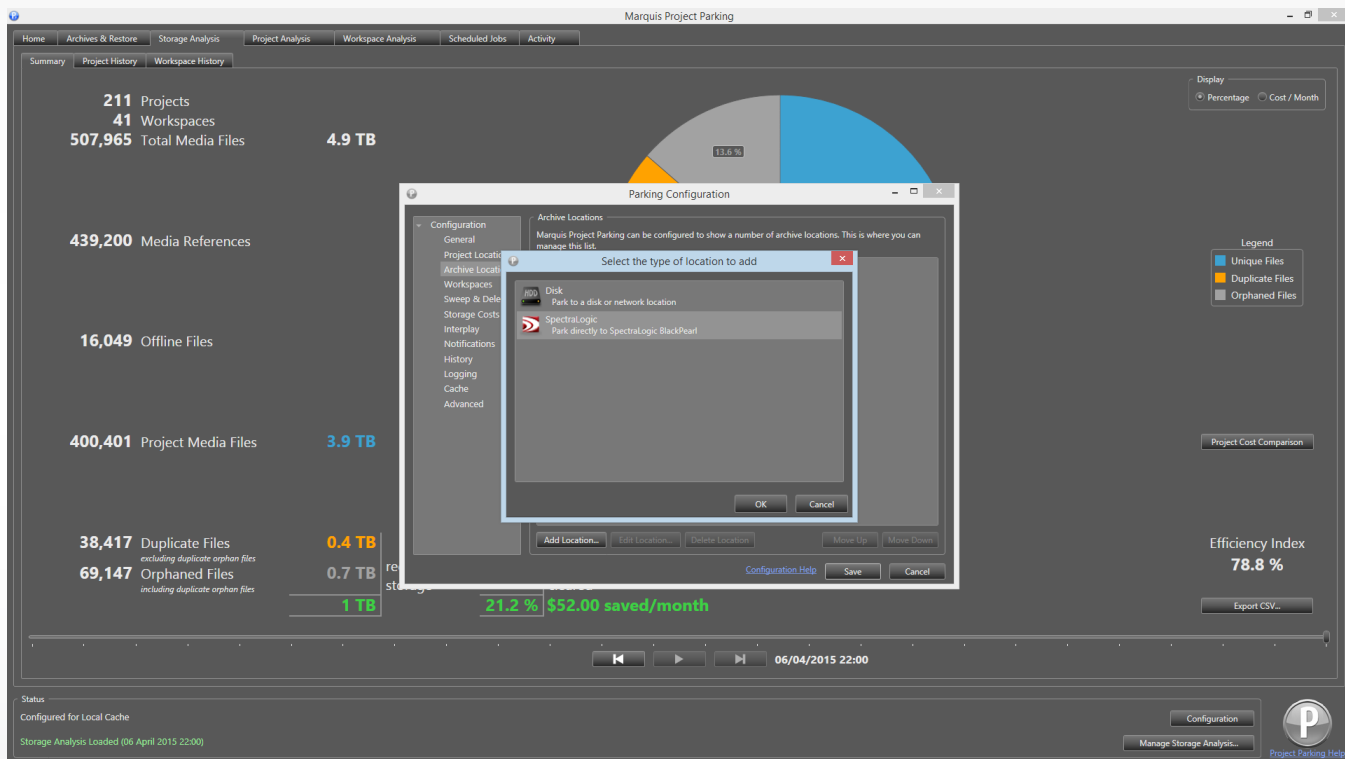 Marquis Project Parking
Home Archives & Restore Storage Analysis Project Analysis Workspace Analysis Scheduled Jobs Activity
Summary Project History Workspace History
Display
Percentage Cost / Month
211 Projects
41 Workspaces
507,965 Total Media Files 4.9 TB
13.6 %
439,200 Media References
16,049 Offline Files
400,401 Project Media Files 3.9 TB
38,417 Duplicate Files 0.4 TB
excluding duplicate orphan files
69,147 Orphaned Files 0.7 TB
including duplicate orphan files
1 TB 21.2 % $52.00 saved/month
Parking Configuration
Configuration
General
Project Locatio
Archive Locati
Workspaces
Sweep & Dele
Storage Costs
Interplay
Notifications
History
Logging
Cache
Advanced
Archive Locations
Marquis Project Parking can be configured to show a number of archive locations. This is where you can
manage this list.
Select the type of location to add
HDD
Disk
Park to a disk or network location
SpectraLogic
Park directly to SpectraLogic BlackPearl
OK Cancel
Add Location... Edit Location... Delete Location Move Up Move Down
Configuration Help Save Cancel
Legend
Unique Files
Duplicate Files
Orphaned Files
Project Cost Comparison
Efficiency Index
78.8 %
Export CSV...
06/04/2015 22:00
Status
Configured for Local Cache
Storage Analysis Loaded (06 April 2015 22:00)
Configuration
Manage Storage Analysis...
P
Project Parking Help